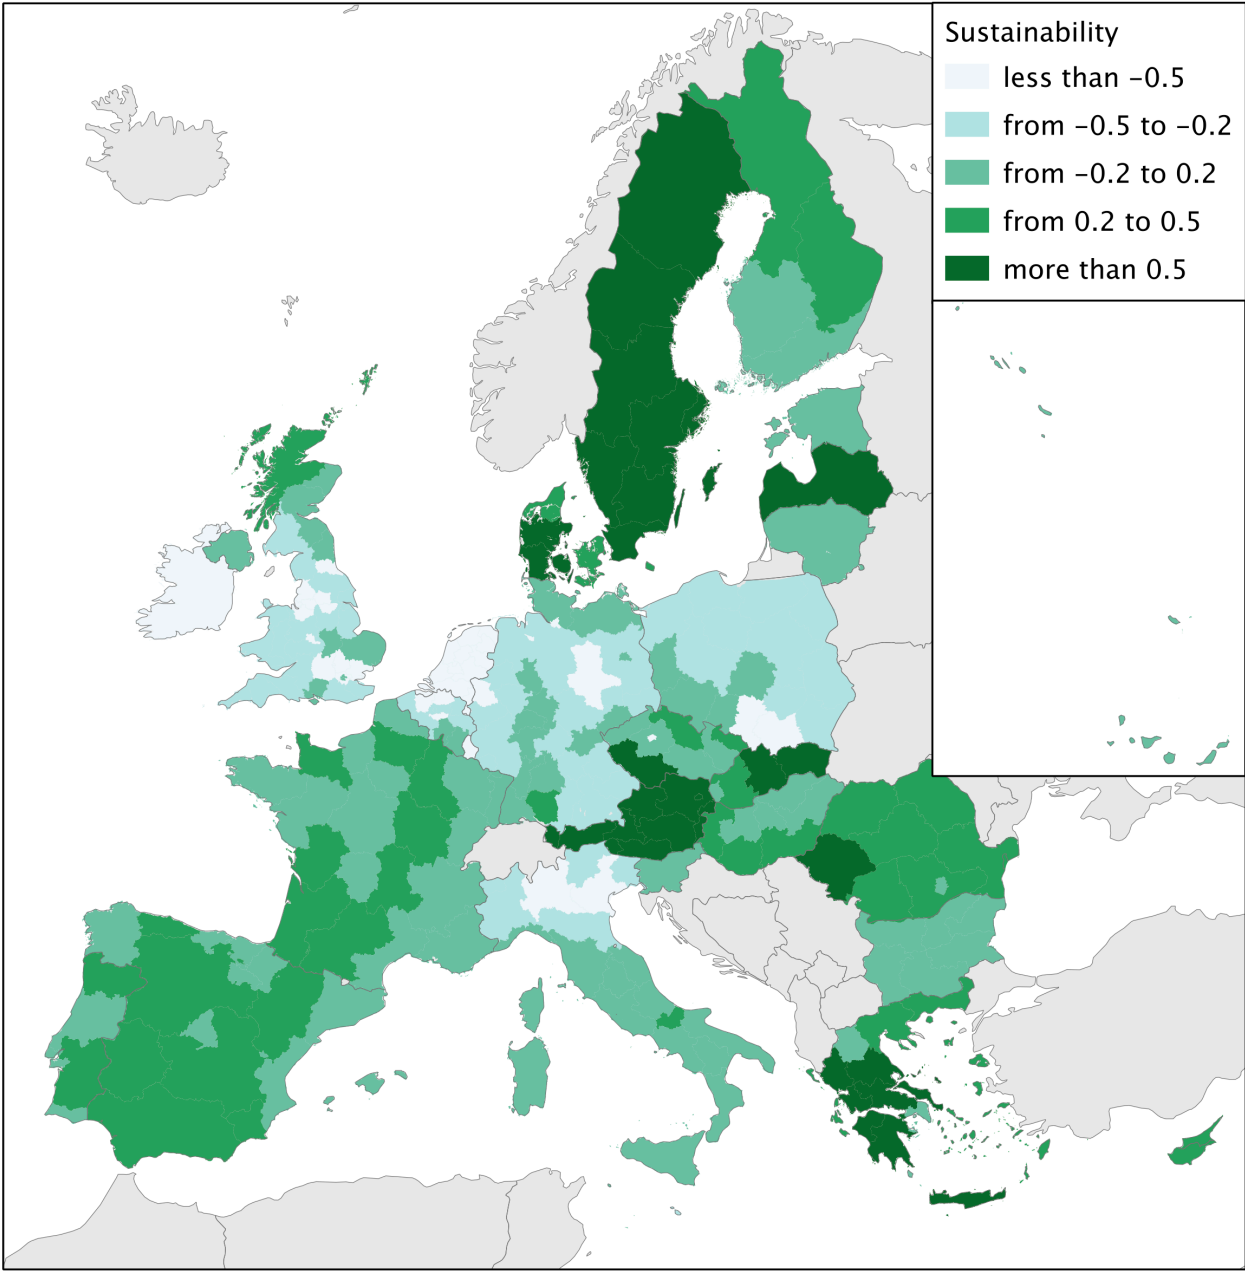 Sustainability
less than −0.5
from −0.5 to −0.2
from −0.2 to 0.2
from 0.2 to 0.5
more than 0.5